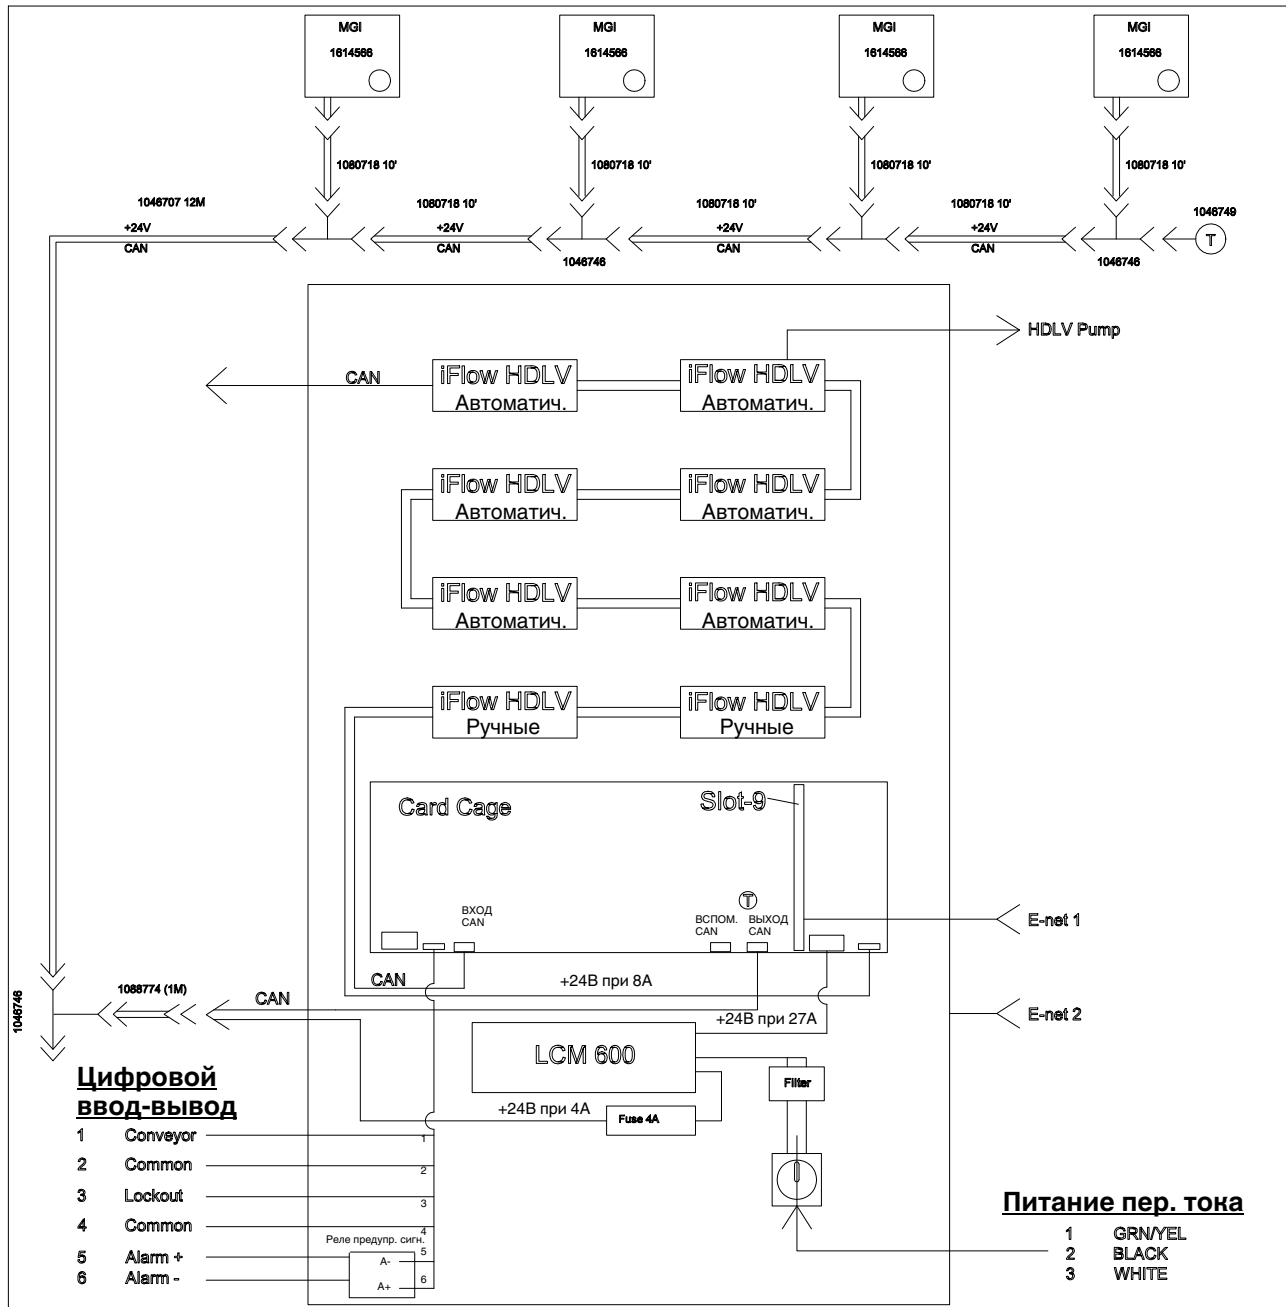 MGI
1614566
MGI
1614566
MGI
1614566
MGI
1614566
1080718 10'
1080718 10'
1080718 10'
1080718 10'
1046707 12M
1080718 10'
1080718 10'
1080718 10'
1046749
+24V
+24V
+24V
+24V
T
CAN
CAN
CAN
CAN
1046746
1046746
HDLV Pump
CAN
iFlow HDLV
Автоматич.
iFlow HDLV
Автоматич.
iFlow HDLV
Автоматич.
iFlow HDLV
Автоматич.
iFlow HDLV
Автоматич.
iFlow HDLV
Автоматич.
iFlow HDLV
Ручные
iFlow HDLV
Ручные
Card Cage
Slot-9
T
ВХОД
CAN
ВСПОМ.
CAN
ВЫХОД
CAN
E-net 1
CAN
+24В при 8А
1088774 (1M)
CAN
1046746
+24В при 27А
E-net 2
LCM 600
Filter
+24В при 4А
Fuse 4A
Цифровой
ввод-вывод
1 Conveyor 1
2 Common 2
3 Lockout 3
4 Common 4
Реле предупр. сигн.
5 Alarm + A- 5
6 Alarm - A+ 6
Питание пер. тока
1 GRN/YEL
2 BLACK
3 WHITE